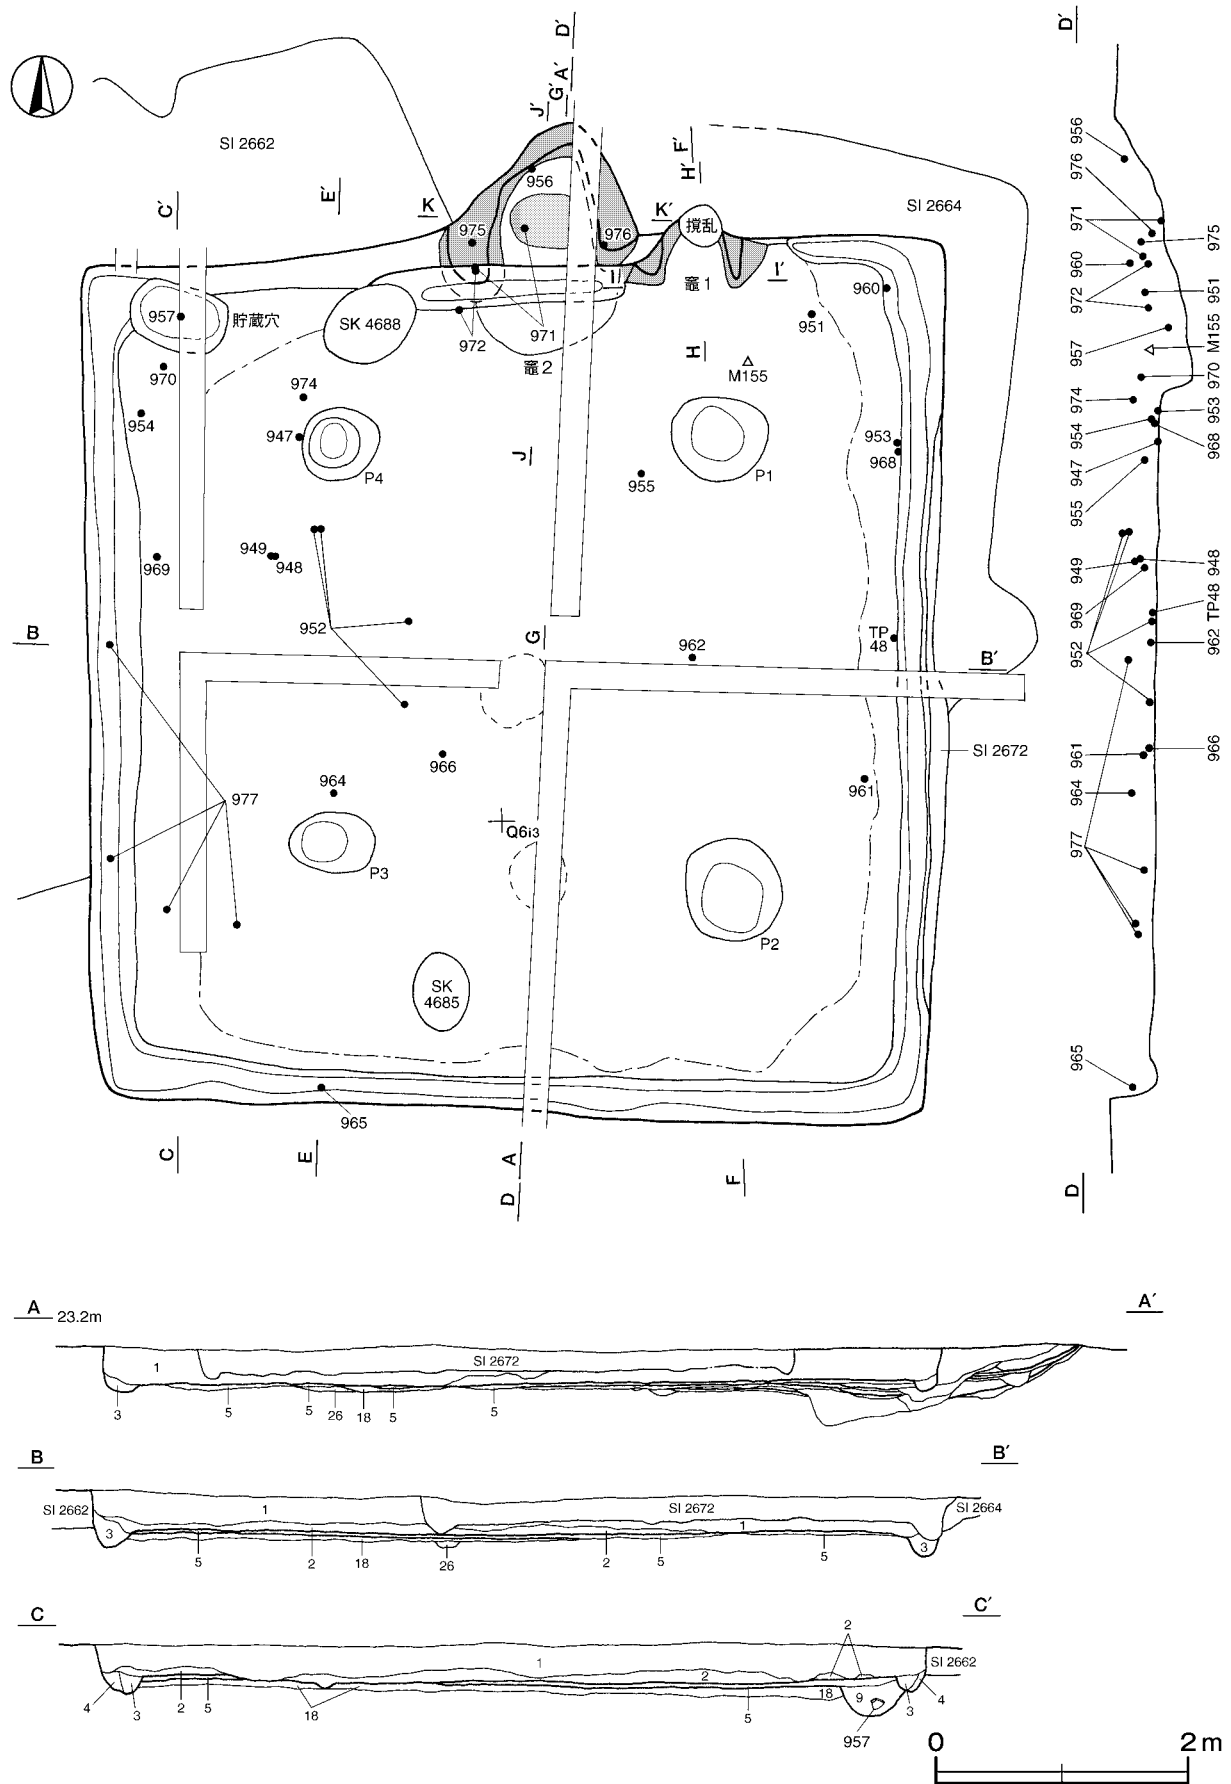 D′
A′
G′
J′
F′
H′
E′
C′
K
K′
SI 2662
SI 2664
956
撹乱
975
976
I
I′
竈1
957
貯蔵穴
SK 4688
972
971
竈2
960
951
H
M155
970
974
954
947
P4
J
955
P1
953
968
949
948
969
952
B
G
962
TP
48
B′
SI 2672
966
964
977
Q6i3
961
P3
P2
SK
4685
965
C
E
A
D
F
D′
956
976
971
975
960
972
951
M155
957
970
974
953
954
968
947
955
949
948
969
TP48
952
962
961
966
964
977
965
D
A 23.2m
A′
1
SI 2672
3
5
5
26
18
5
5
B
B′
SI 2662
1
SI 2672
SI 2664
3
1
3
5
2
18
26
2
5
5
C
C′
2
1
SI 2662
2
18
9
4
3
2
5
18
5
3
4
957
0
2 m